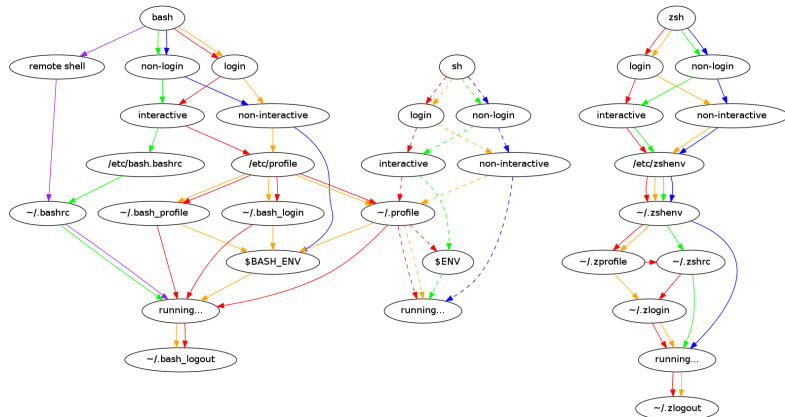 bash
zsh
remote shell
non-login
login
sh
login
non-login
interactive
non-interactive
login
non-login
interactive
non-interactive
/etc/bash.bashrc
/etc/profile
interactive
non-interactive
/etc/zshenv
~/.bashrc
~/.bash_profile
~/.bash_login
~/.profile
~/.zshenv
$BASH_ENV
$ENV
~/.zprofile
~/.zshrc
running...
running...
~/.zlogin
~/.bash_logout
running...
~/.zlogout